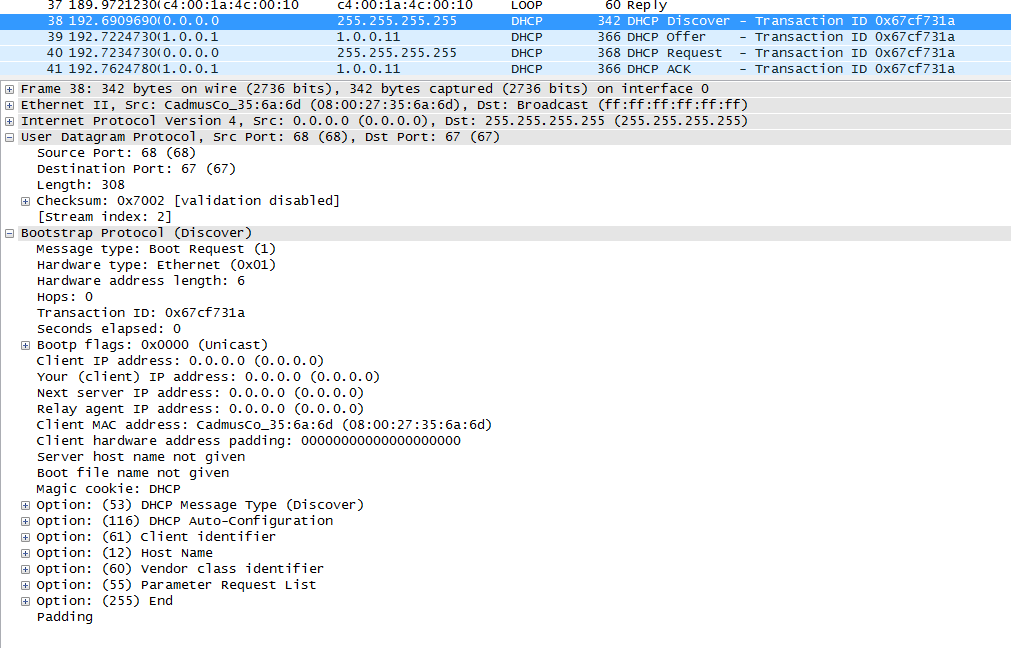 37 189.9721230( c4:00:1a:4c:00:10 c4:00:1a:4c:00:10 LOOP 60 Reply
38 192.6909690( 0.0.0.0 255.255.255.255 DHCP 342 DHCP Discover - Transaction ID 0x67cf731a
39 192.7224730( 1.0.0.1 1.0.0.11 DHCP 366 DHCP Offer - Transaction ID 0x67cf731a
40 192.7234730( 0.0.0.0 255.255.255.255 DHCP 368 DHCP Request - Transaction ID 0x67cf731a
41 192.7624780( 1.0.0.1 1.0.0.11 DHCP 366 DHCP ACK - Transaction ID 0x67cf731a
Frame 38: 342 bytes on wire (2736 bits), 342 bytes captured (2736 bits) on interface 0
Ethernet II, Src: CadmusCo_35:6a:6d (08:00:27:35:6a:6d), Dst: Broadcast (ff:ff:ff:ff:ff:ff)
Internet Protocol Version 4, Src: 0.0.0.0 (0.0.0.0), Dst: 255.255.255.255 (255.255.255.255)
User Datagram Protocol, Src Port: 68 (68), Dst Port: 67 (67)
Source Port: 68 (68)
Destination Port: 67 (67)
Length: 308
Checksum: 0x7002 [validation disabled]
[Stream index: 2]
Bootstrap Protocol (Discover)
Message type: Boot Request (1)
Hardware type: Ethernet (0x01)
Hardware address length: 6
Hops: 0
Transaction ID: 0x67cf731a
Seconds elapsed: 0
Bootp flags: 0x0000 (Unicast)
Client IP address: 0.0.0.0 (0.0.0.0)
Your (client) IP address: 0.0.0.0 (0.0.0.0)
Next server IP address: 0.0.0.0 (0.0.0.0)
Relay agent IP address: 0.0.0.0 (0.0.0.0)
Client MAC address: CadmusCo_35:6a:6d (08:00:27:35:6a:6d)
Client hardware address padding: 00000000000000000000
Server host name not given
Boot file name not given
Magic cookie: DHCP
Option: (53) DHCP Message Type (Discover)
Option: (116) DHCP Auto-Configuration
Option: (61) Client identifier
Option: (12) Host Name
Option: (60) Vendor class identifier
Option: (55) Parameter Request List
Option: (255) End
Padding